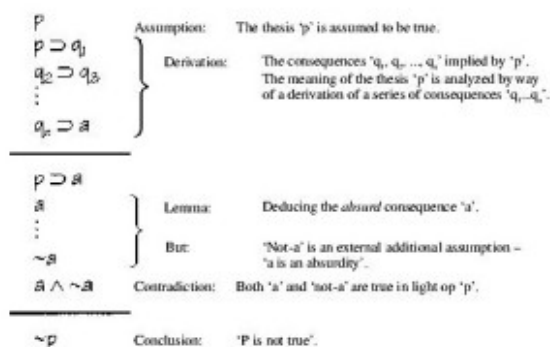 p Assumption: The thesis 'p' is assumed to be true.
p ⊃ q₁
q₂ ⊃ q₃ Derivation: The consequences 'q₁, q₂, ..., qₙ' implied by 'p'.
⋮ The meaning of the thesis 'p' is analyzed by way
of a derivation of a series of consequences 'q₁...qₙ'.
qₙ ⊃ a
p ⊃ a
a Lemma: Deducing the absurd consequence 'a'.
⋮
But: 'Not-a' is an external additional assumption –
~a 'a is an absurdity'.
a ∧ ~a Contradiction: Both 'a' and 'not-a' are true in light op 'p'.
~p Conclusion: 'P is not true'.